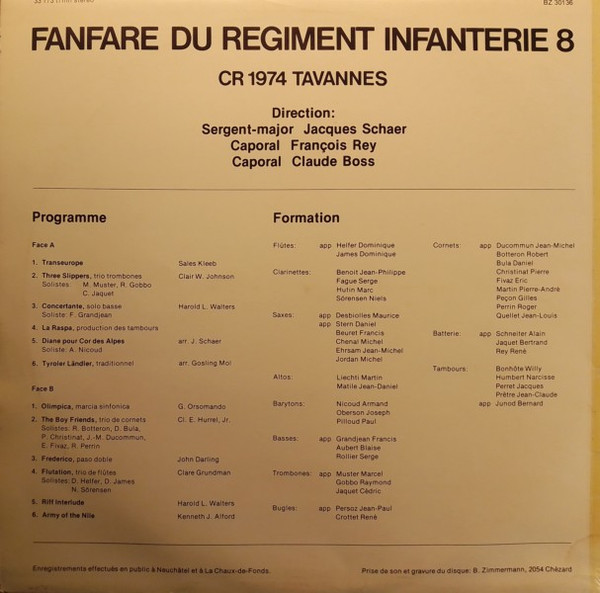 33 1/2 t/mn stereo
BZ 30136
FANFARE DU REGIMENT INFANTERIE 8
CR 1974 TAVANNES
Direction:
Sergent-major Jacques Schaer
Caporal François Rey
Caporal Claude Boss
Programme
Face A
1. Transeurope Sales Kleeb
2. Three Slippers, trio trombones Clair W. Johnson
Solistes: M. Muster, R. Gobbo
C. Jaquet
3. Concertante, solo basse Harold L. Walters
Soliste: F. Grandjean
4. La Raspa, production des tambours
5. Diane pour Cor des Alpes arr. J. Schaer
Soliste: A. Nicoud
6. Tyroler Ländler, traditionnel arr. Gosling Mol
Face B
1. Olimpica, marcia sinfonica G. Orsomando
2. The Boy Friends, trio de cornets Cl. E. Hurrel, Jr.
Solistes: R. Botteron, D. Bula,
P. Christinat, J.-M. Ducommun,
E. Fivaz, R. Perrin
3. Frederico, paso doble John Darling
4. Flutation, trio de flûtes Clare Grundman
Solistes: D. Helfer, D. James
N. Sörensen
5. Riff Interlude Harold L. Walters
6. Army of the Nile Kenneth J. Alford
Formation
Flûtes: app Helfer Dominique
James Dominique
Clarinettes: Benoit Jean-Philippe
Fague Serge
Hutin Marc
Sörensen Niels
Saxes: app Desbiolles Maurice
app Stern Daniel
Beuret Francis
Chenal Michel
Ehrsam Jean-Michel
Jordan Michel
Altos: Liechti Martin
Matile Jean-Daniel
Barytons: Nicoud Armand
Oberson Joseph
Pilloud Paul
Basses: app Grandjean Francis
Aubert Blaise
Rollier Serge
Trombones: app Muster Marcel
Gobbo Raymond
Jaquet Cédric
Bugles: app Persoz Jean-Paul
Crottet René
Cornets: app Ducommun Jean-Michel
Botteron Robert
Bula Daniel
Christinat Pierre
Fivaz Eric
Martin Pierre-André
Peçon Gilles
Perrin Roger
Quellet Jean-Louis
Batterie: app Schneiter Alain
Jaquet Bertrand
Rey René
Tambours: Bonhôte Willy
Humbert Narcisse
Perret Jacques
Prêtre Jean-Claude
app Junod Bernard
Enregistrements effectués en public à Neuchâtel et à La Chaux-de-Fonds.
Prise de son et gravure du disque: B. Zimmermann, 2054 Chézard